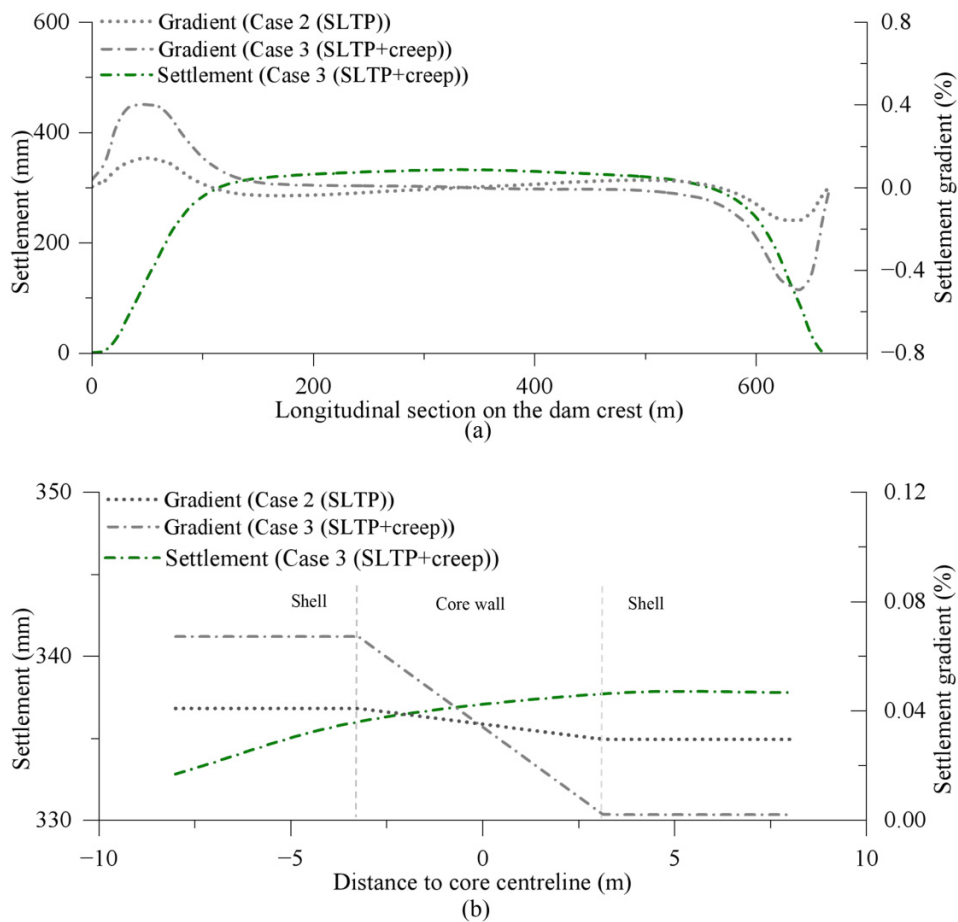 Gradient (Case 2 (SLTP))
Gradient (Case 3 (SLTP+creep))
Settlement (Case 3 (SLTP+creep))
600
400
200
0
Settlement (mm)
0.8
0.4
0.0
−0.4
−0.8
Settlement gradient (%)
0 200 400 600
Longitudinal section on the dam crest (m)
(a)
Gradient (Case 2 (SLTP))
Gradient (Case 3 (SLTP+creep))
Settlement (Case 3 (SLTP+creep))
Shell Core wall Shell
350
340
330
Settlement (mm)
0.12
0.08
0.04
0.00
Settlement gradient (%)
−10 −5 0 5 10
Distance to core centreline (m)
(b)